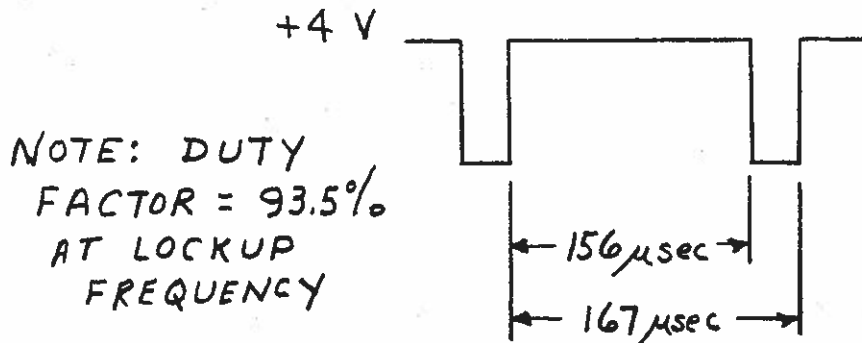 +4 V
NOTE: DUTY
FACTOR = 93.5%
AT LOCKUP
FREQUENCY
156 μsec
167 μsec